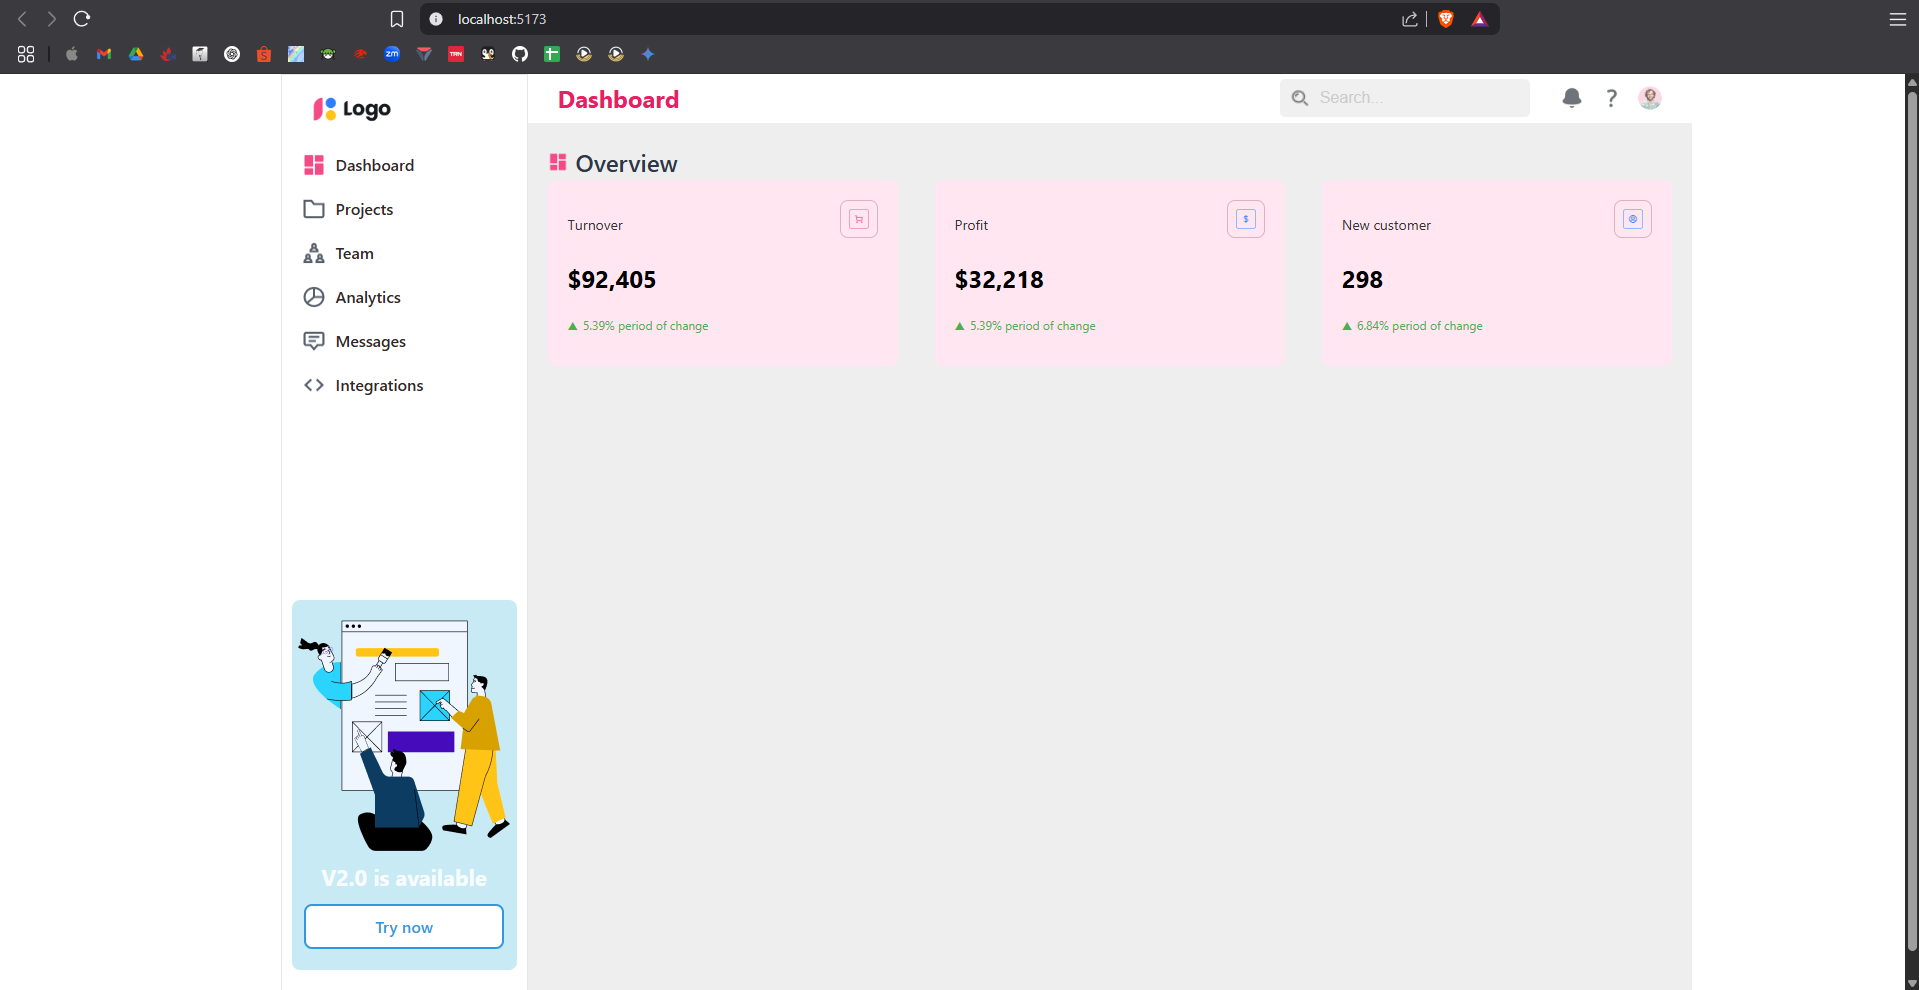 localhost:5173
zm
TRN
Logo
Dashboard
Search...
Dashboard
Projects
Team
Analytics
Messages
Integrations
Overview
Turnover
$92,405
▲ 5.39% period of change
Profit
$
$32,218
▲ 5.39% period of change
New customer
298
▲ 6.84% period of change
V2.0 is available
Try now